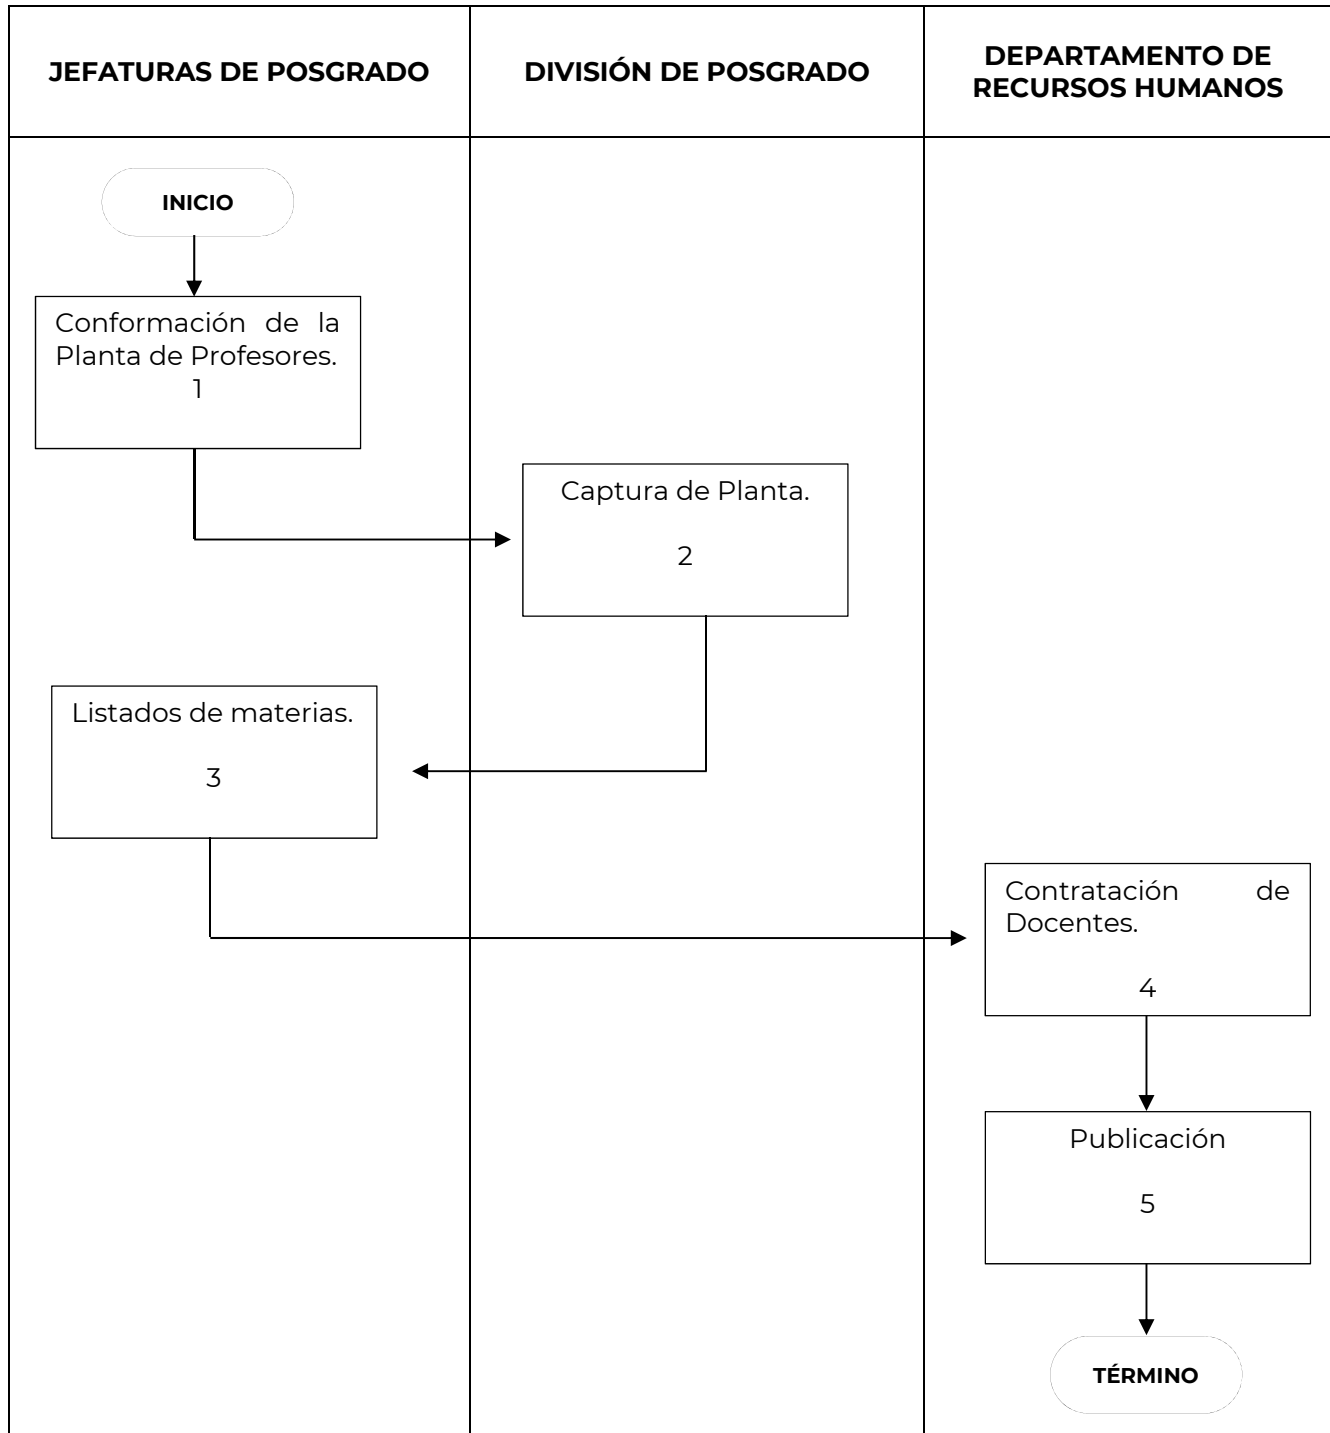 JEFATURAS DE POSGRADO
DIVISIÓN DE POSGRADO
DEPARTAMENTO DE
RECURSOS HUMANOS
INICIO
Conformación de la
Planta de Profesores.
1
Captura de Planta.
2
Listados de materias.
3
Contratación de
Docentes.
4
Publicación
5
TÉRMINO